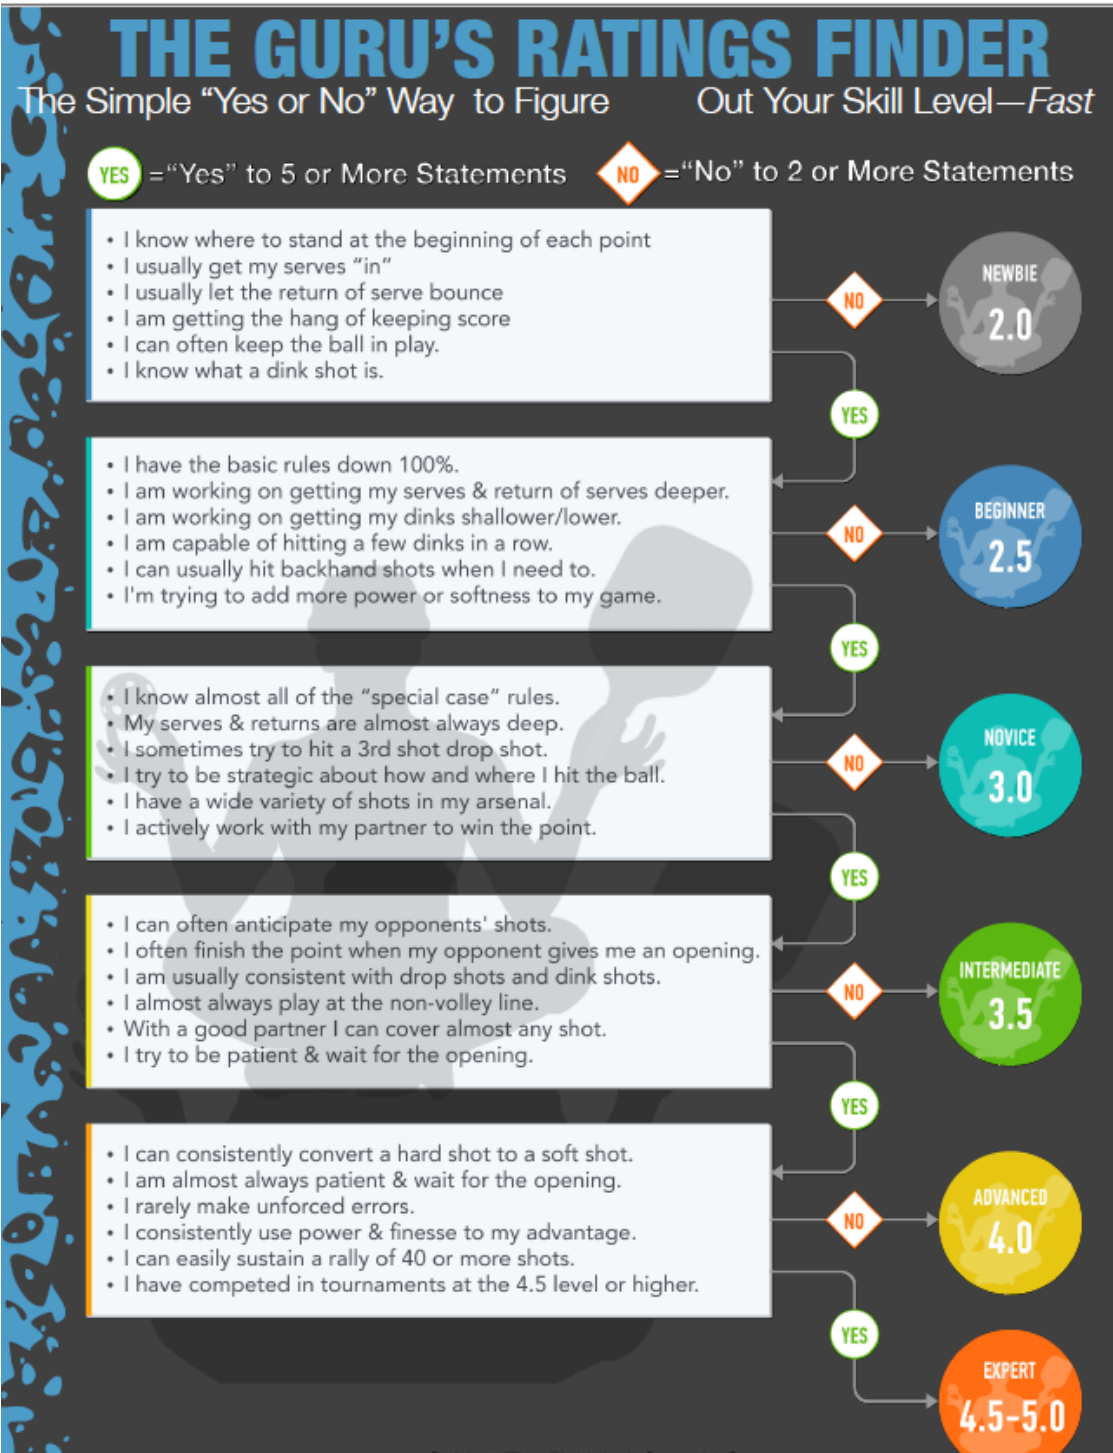 THE GURU'S RATINGS FINDER
The Simple “Yes or No” Way to Figure Out Your Skill Level—Fast
YES =“Yes” to 5 or More Statements NO =“No” to 2 or More Statements
• I know where to stand at the beginning of each point
• I usually get my serves “in”
• I usually let the return of serve bounce
• I am getting the hang of keeping score
• I can often keep the ball in play.
• I know what a dink shot is.
NO
NEWBIE
2.0
YES
• I have the basic rules down 100%.
• I am working on getting my serves & return of serves deeper.
• I am working on getting my dinks shallower/lower.
• I am capable of hitting a few dinks in a row.
• I can usually hit backhand shots when I need to.
• I'm trying to add more power or softness to my game.
NO
BEGINNER
2.5
YES
• I know almost all of the “special case” rules.
• My serves & returns are almost always deep.
• I sometimes try to hit a 3rd shot drop shot.
• I try to be strategic about how and where I hit the ball.
• I have a wide variety of shots in my arsenal.
• I actively work with my partner to win the point.
NO
NOVICE
3.0
YES
• I can often anticipate my opponents' shots.
• I often finish the point when my opponent gives me an opening.
• I am usually consistent with drop shots and dink shots.
• I almost always play at the non-volley line.
• With a good partner I can cover almost any shot.
• I try to be patient & wait for the opening.
NO
INTERMEDIATE
3.5
YES
• I can consistently convert a hard shot to a soft shot.
• I am almost always patient & wait for the opening.
• I rarely make unforced errors.
• I consistently use power & finesse to my advantage.
• I can easily sustain a rally of 40 or more shots.
• I have competed in tournaments at the 4.5 level or higher.
NO
ADVANCED
4.0
YES
EXPERT
4.5-5.0